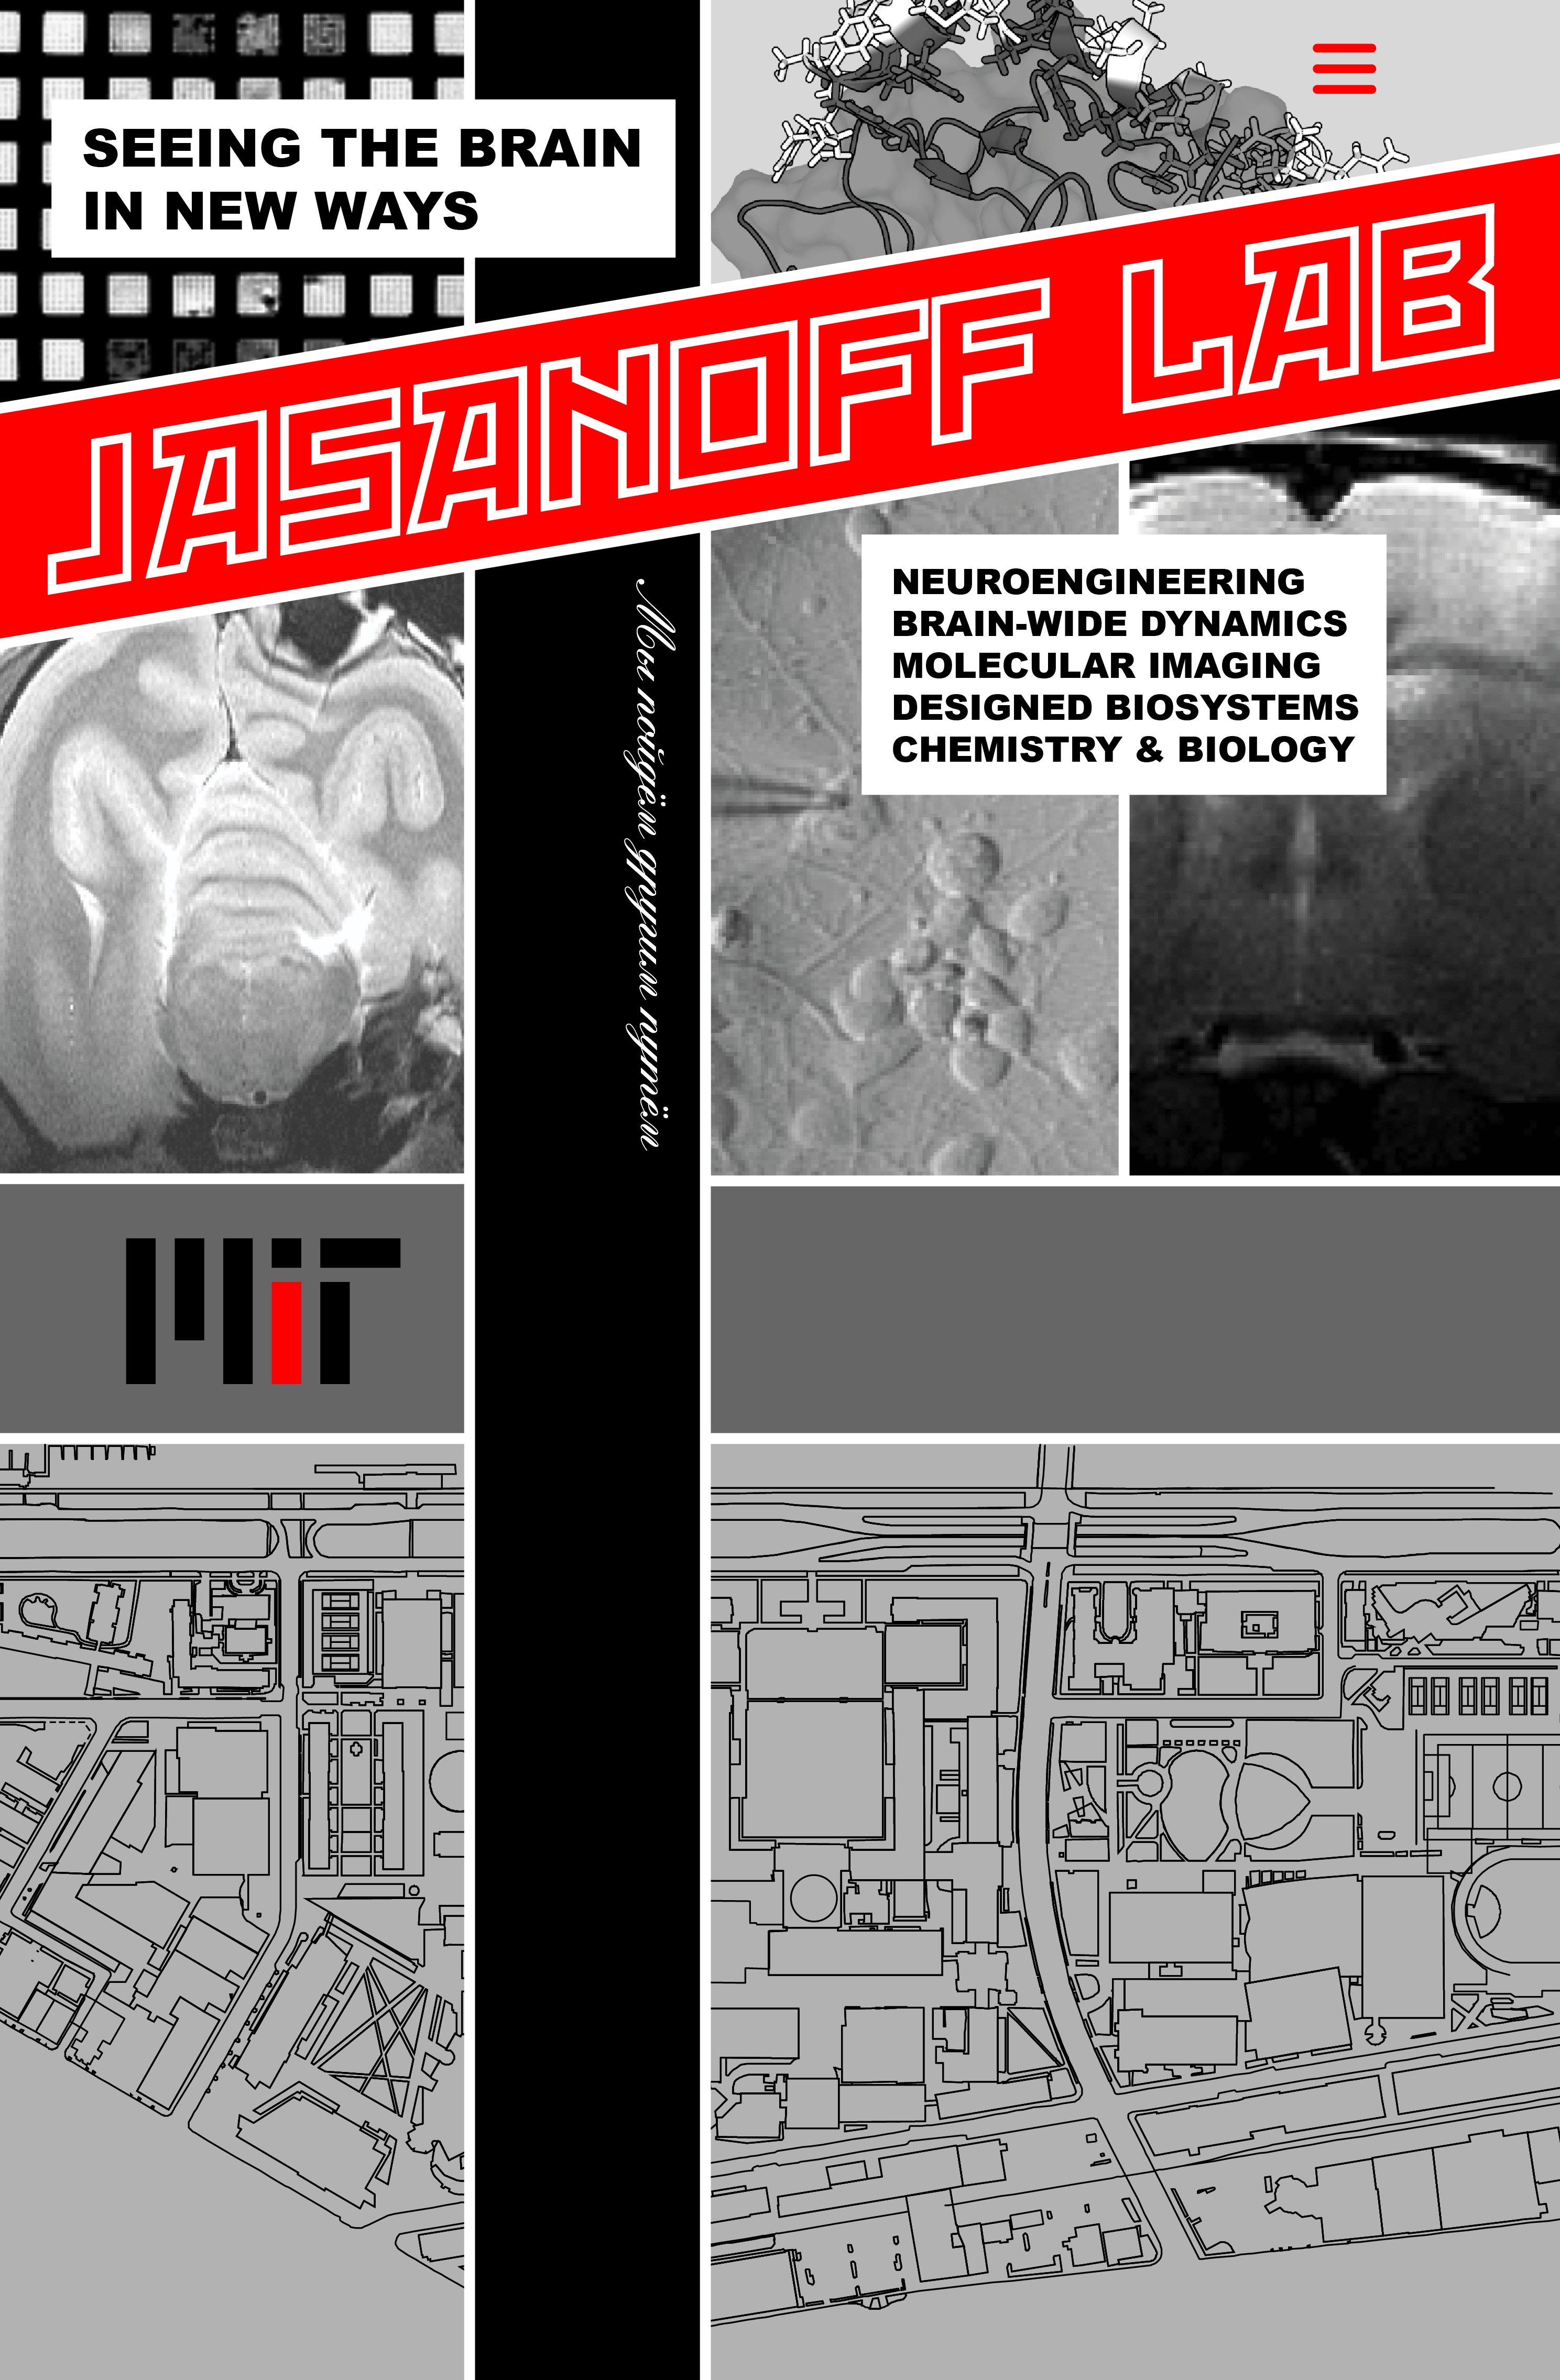 SEEING THE BRAIN
IN NEW WAYS
JASANOFF LAB
Мы пойдём другим путём
NEUROENGINEERING
BRAIN-WIDE DYNAMICS
MOLECULAR IMAGING
DESIGNED BIOSYSTEMS
CHEMISTRY & BIOLOGY
MiT